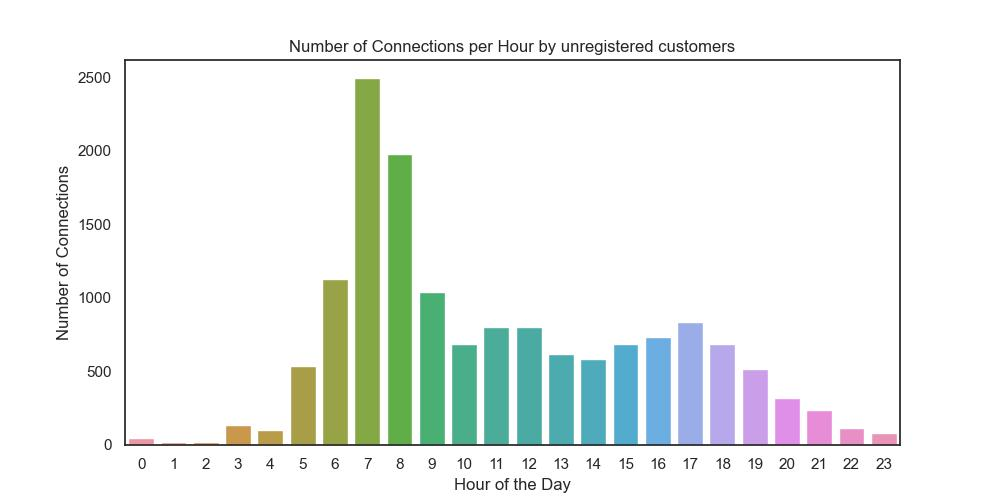 Number of Connections per Hour by unregistered customers
2500
2000
1500
1000
500
0
Number of Connections
0 1 2 3 4 5 6 7 8 9 10 11 12 13 14 15 16 17 18 19 20 21 22 23
Hour of the Day